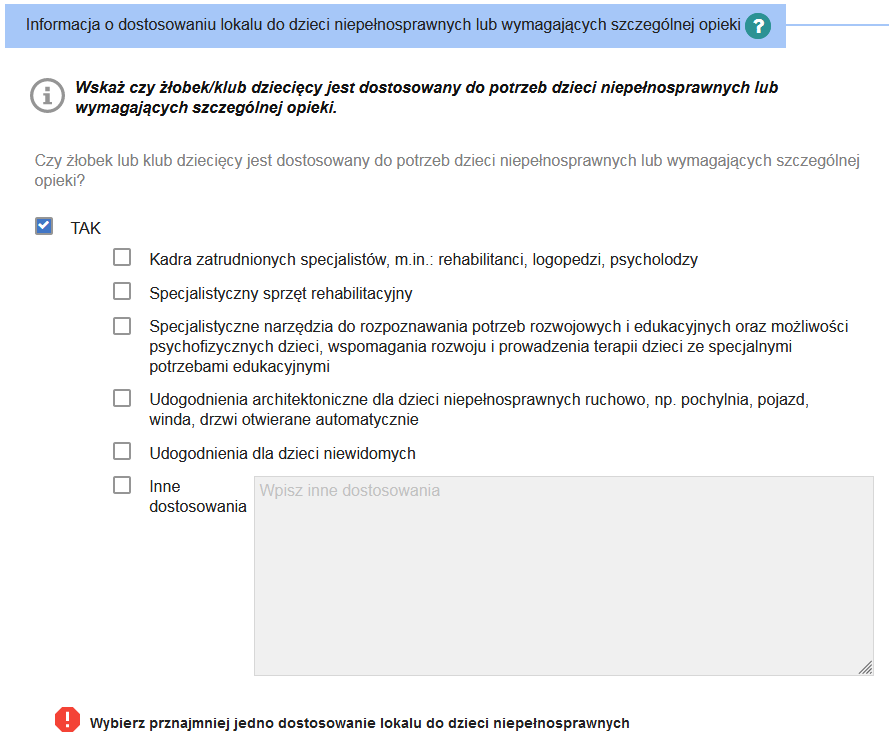 Informacja o dostosowaniu lokalu do dzieci niepełnosprawnych lub wymagających szczególnej opieki ?
Wskaż czy żłobek/klub dziecięcy jest dostosowany do potrzeb dzieci niepełnosprawnych lub
wymagających szczególnej opieki.
Czy żłobek lub klub dziecięcy jest dostosowany do potrzeb dzieci niepełnosprawnych lub wymagających szczególnej
opieki?
TAK
Kadra zatrudnionych specjalistów, m.in.: rehabilitanci, logopedzi, psycholodzy
Specjalistyczny sprzęt rehabilitacyjny
Specjalistyczne narzędzia do rozpoznawania potrzeb rozwojowych i edukacyjnych oraz możliwości
psychofizycznych dzieci, wspomagania rozwoju i prowadzenia terapii dzieci ze specjalnymi
potrzebami edukacyjnymi
Udogodnienia architektoniczne dla dzieci niepełnosprawnych ruchowo, np. pochylnia, pojazd,
winda, drzwi otwierane automatycznie
Udogodnienia dla dzieci niewidomych
Inne
dostosowania
Wpisz inne dostosowania
Wybierz prznajmniej jedno dostosowanie lokalu do dzieci niepełnosprawnych